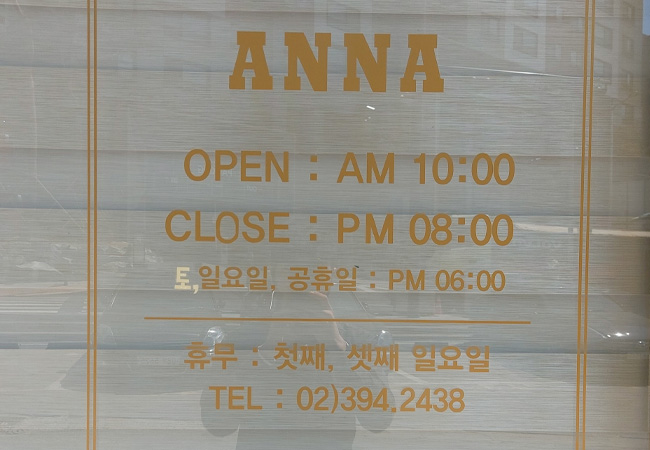 ANNA
OPEN : AM 10:00
CLOSE : PM 08:00
토,일요일, 공휴일 : PM 06:00
휴무 : 첫째, 셋째 일요일
TEL : 02)394.2438